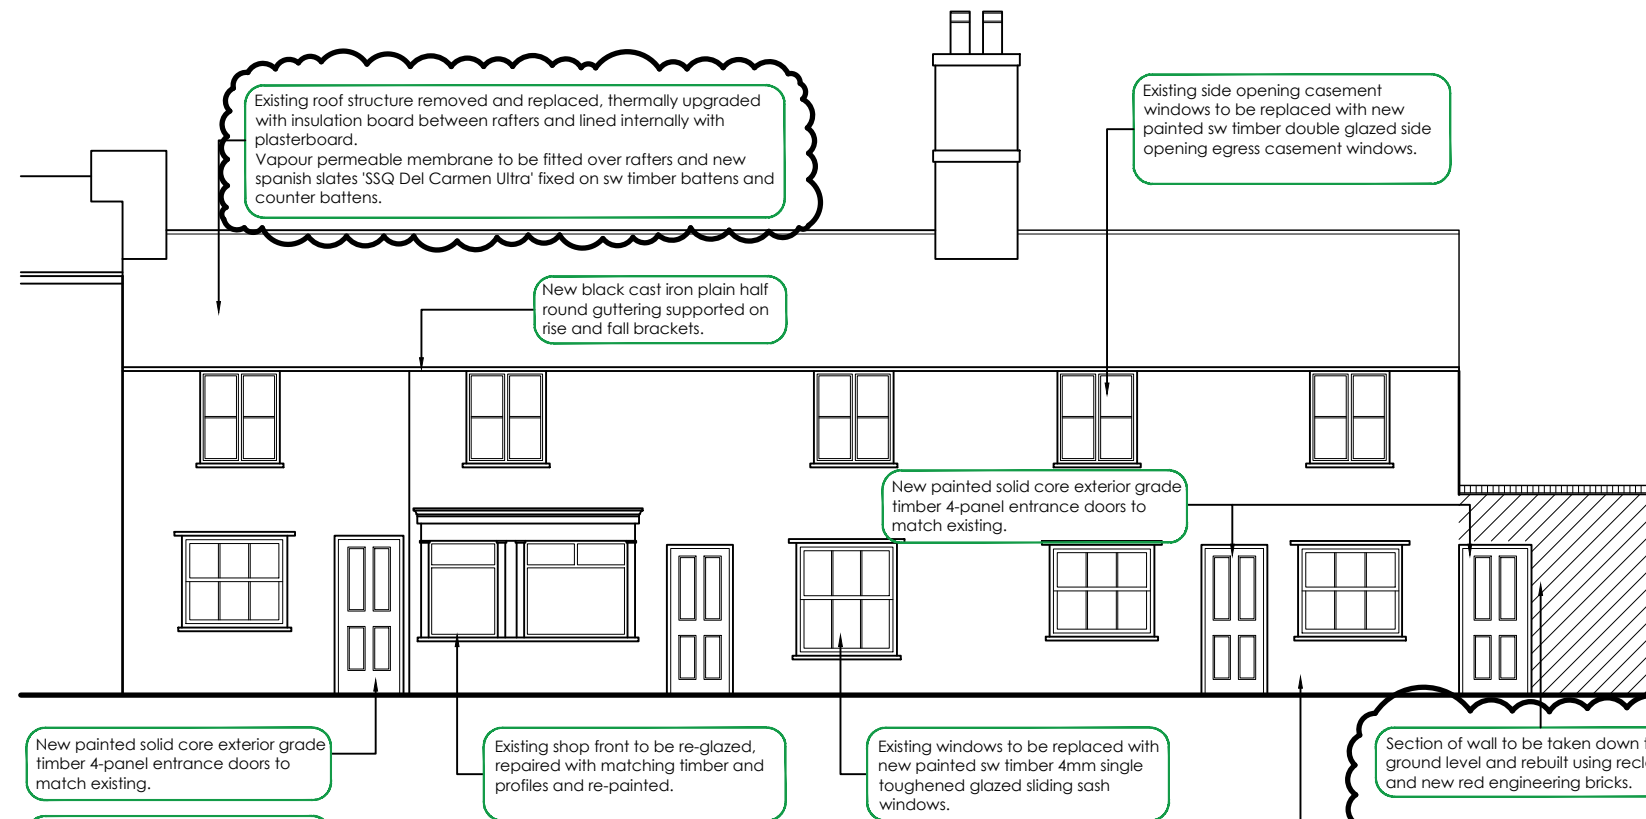 Existing roof structure removed and replaced, thermally upgraded
with insulation board between rafters and lined internally with
plasterboard.
Vapour permeable membrane to be fitted over rafters and new
spanish slates 'SSQ Del Carmen Ultra' fixed on sw timber battens and
counter battens.
Existing side opening casement
windows to be replaced with new
painted sw timber double glazed side
opening egress casement windows.
New black cast iron plain half
round guttering supported on
rise and fall brackets.
New painted solid core exterior grade
timber 4-panel entrance doors to
match existing.
New painted solid core exterior grade
timber 4-panel entrance doors to
match existing.
Existing shop front to be re-glazed,
repaired with matching timber and
profiles and re-painted.
Existing windows to be replaced with
new painted sw timber 4mm single
toughened glazed sliding sash
windows.
Section of wall to be taken down
ground level and rebuilt using
and new red engineering bricks.